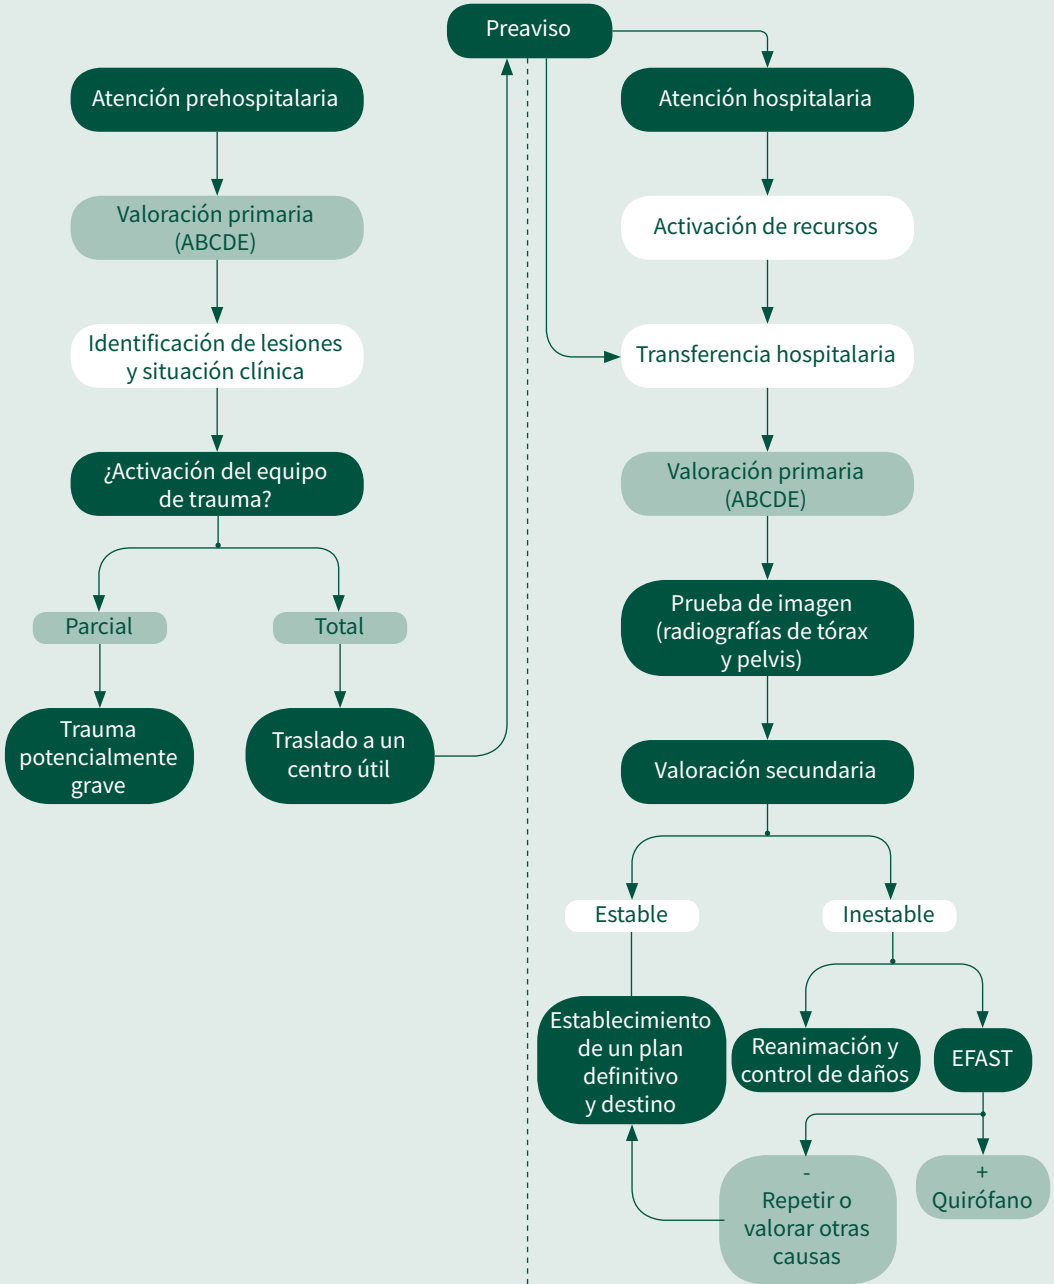 Preaviso
Atención prehospitalaria
Valoración primaria
(ABCDE)
Identificación de lesiones
y situación clínica
¿Activación del equipo
de trauma?
Parcial
Total
Trauma
potencialmente
grave
Traslado a un
centro útil
Atención hospitalaria
Activación de recursos
Transferencia hospitalaria
Valoración primaria
(ABCDE)
Prueba de imagen
(radiografías de tórax
y pelvis)
Valoración secundaria
Estable
Inestable
Establecimiento
de un plan
definitivo
y destino
Reanimación y
control de daños
EFAST
-
Repetir o
valorar otras
causas
+
Quirófano